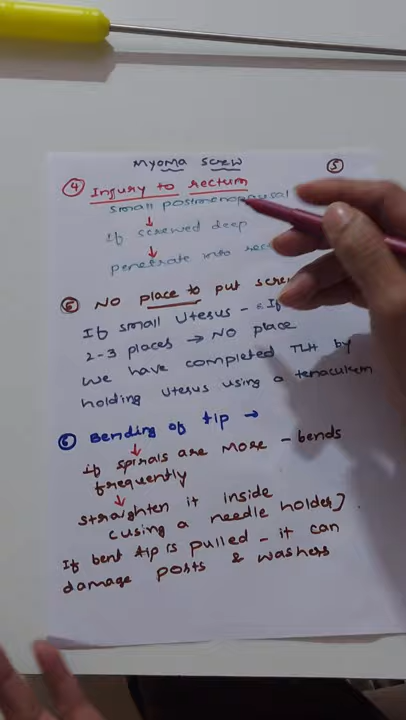 Myoma screw
⑤
④ Injury to rectum
small postmenopausal
↓
if screwed deep
↓
penetrate into
⑤ NO place to put
If small uterus - If
2-3 places → NO place
we have completed TLH by
holding uterus using a tenaculem
⑥ Bending of tip →
↓
if spirals are more - bends
frequently
↓
straighten it inside
(using a needle holder)
If bent tip is pulled - it can
damage posts & washers